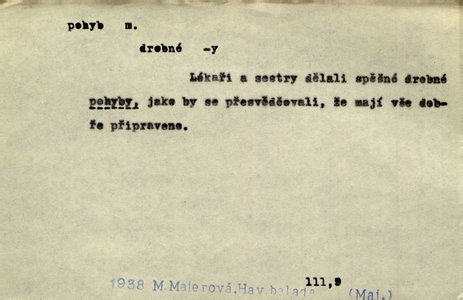 pohyb m.
drobné -y
Lékaři a sestry dělali spěšné drobné
pohyby, jako by se přesvědčovali, že mají vše dob-
ře připraveno.
111,9
1938 M. Majerová, Hav. balada (Maj.)